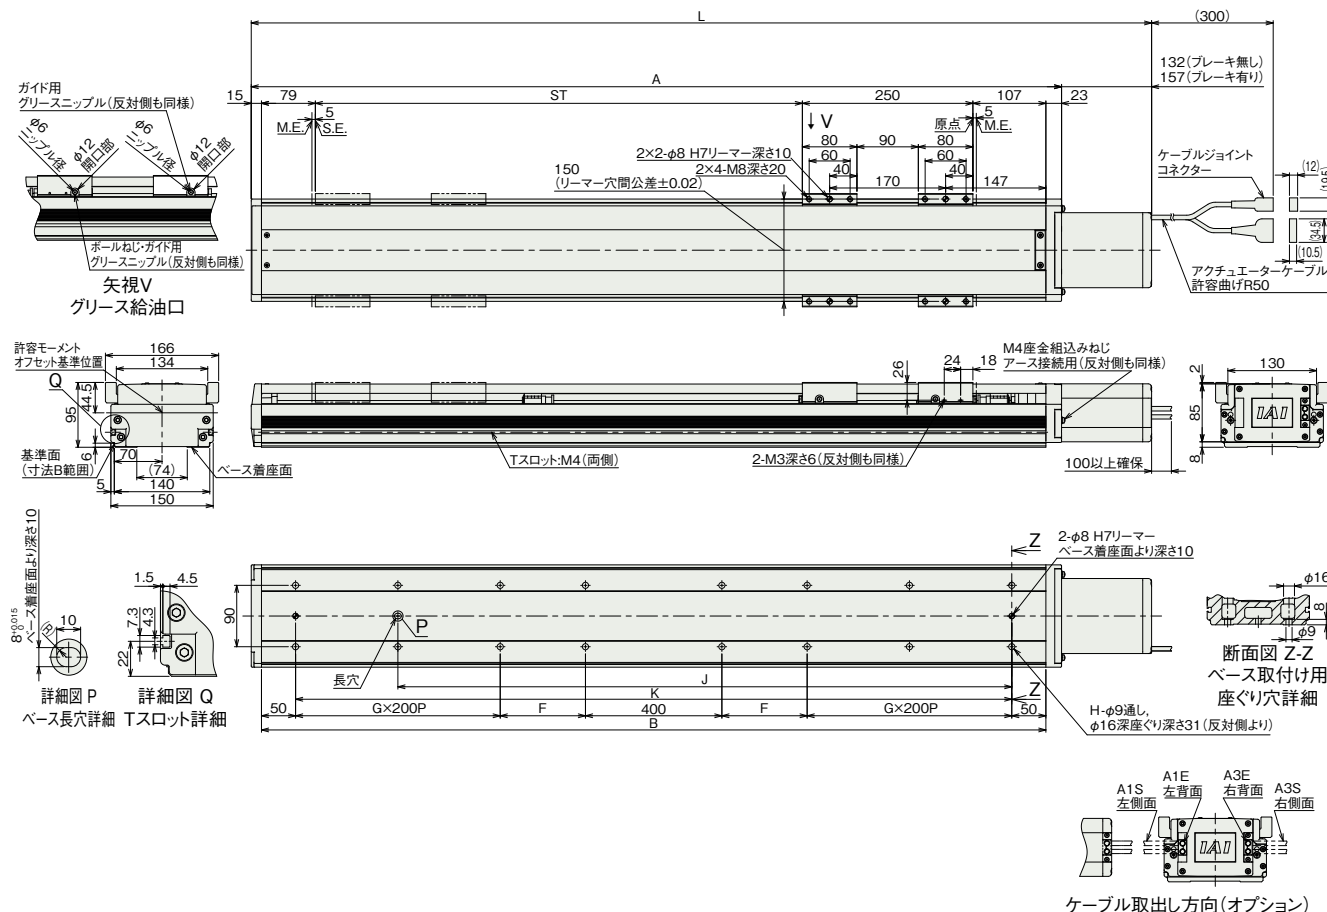 L
(300)
132(ブレーキ無し)
157(ブレーキ有り)
A
15
79
ST
250
107
23
5
M.E.
S.E.
V
原点
5
M.E.
80
90
80
60
60
40
40
170
147
2×2-φ8 H7リーマー深さ10
2×4-M8深さ20
150
(リーマー穴間公差±0.02)
ケーブルジョイント
コネクター
(12)
(34.5)
(10.5)
アクチュエーターケーブル
許容曲げR50
ガイド用
グリースニップル(反対側も同様)
φ6
ニップル径
φ12
開口部
φ6
ニップル径
φ12
開口部
ボールねじ・ガイド用
グリースニップル(反対側も同様)
矢視V
グリース給油口
許容モーメント
オフセット基準位置
166
134
Q
44.5
95
6
基準面
(寸法B範囲)
70
(74)
ベース着座面
5
140
150
26
24
18
M4座金組込みねじ
アース接続用(反対側も同様)
Tスロット:M4(両側)
2-M3深さ6(反対側も同様)
100以上確保
2
130
85
8
IAI
8+0.015 0
ベース着座面より深さ10
10
(R)
詳細図 P
ベース長穴詳細
1.5
4.5
7.3
4.3
22
詳細図 Q
Tスロット詳細
90
P
長穴
Z
2-φ8 H7リーマー
ベース着座面より深さ10
J
K
Z
50
G×200P
F
400
F
G×200P
50
B
H-φ9通し,
φ16深座ぐり深さ31(反対側より)
φ16
8
φ9
断面図 Z-Z
ベース取付け用
座ぐり穴詳細
A1S
左側面
A1E
左背面
A3E
右背面
A3S
右側面
IAI
ケーブル取出し方向(オプション)